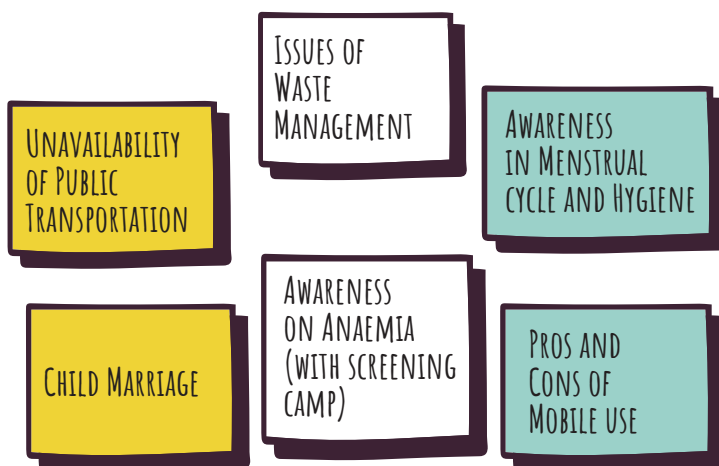 Unavailability
of Public
Transportation
Issues of
Waste
Management
Awareness
in Menstrual
cycle and Hygiene
Child Marriage
Awareness
on Anaemia
(with screening
camp)
Pros and
Cons of
Mobile use